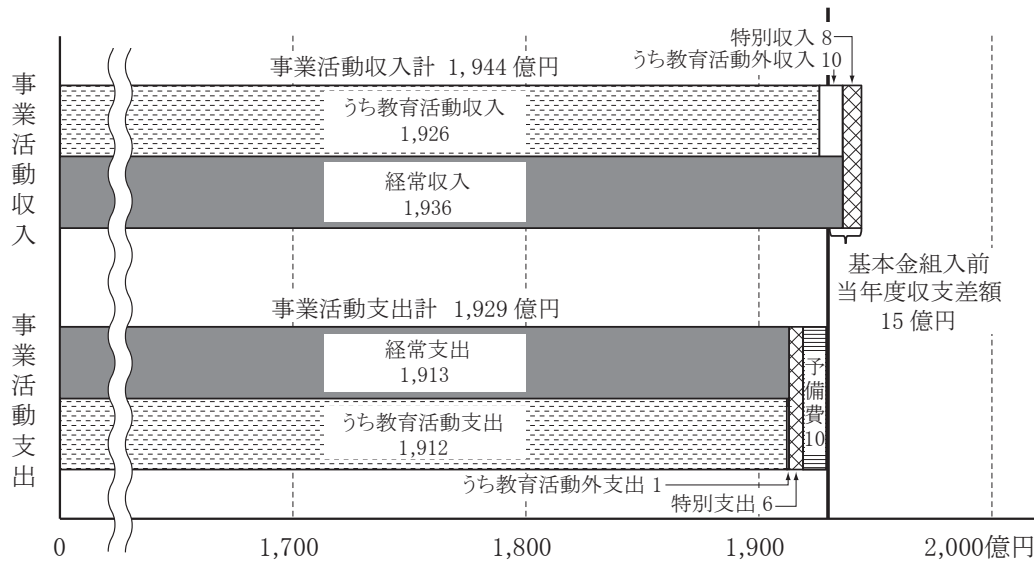 特別収入 8
うち教育活動外収入 10
事業活動収入計 1,944 億円
うち教育活動収入
1,926
経常収入
1,936
事業活動収入
基本金組入前
当年度収支差額
15 億円
事業活動支出計 1,929 億円
経常支出
1,913
うち教育活動支出
1,912
予備費10
事業活動支出
うち教育活動外支出 1
特別支出 6
0
1,700
1,800
1,900
2,000億円